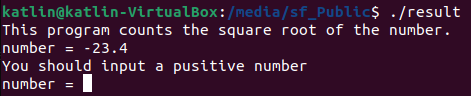 katlin@katlin-VirtualBox:/media/sf_Public$ ./result
This program counts the square root of the number.
number = -23.4
You should input a pusitive number
number =